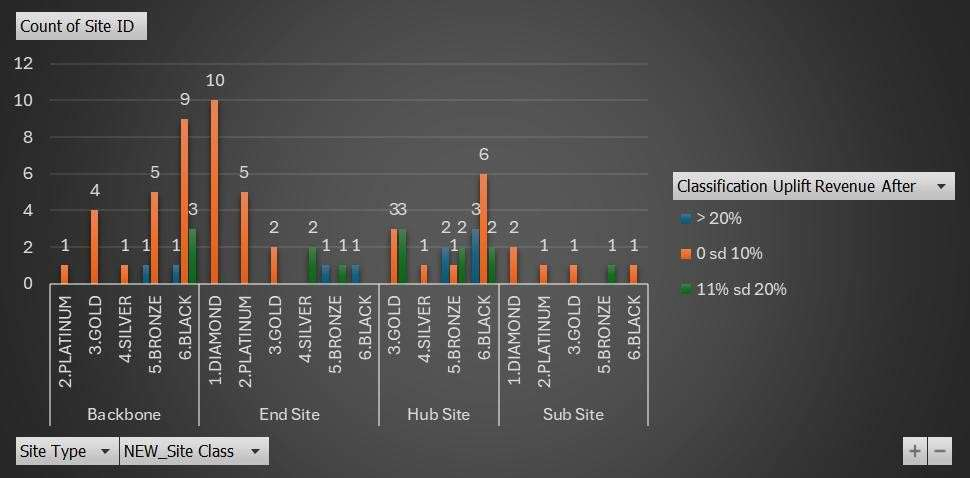 Count of Site ID
12
10
8
6
4
2
0
1
4
1
1
5
1
9
3
10
5
2
2
1
1
1
3
3
1
2
1
2
3
6
2
2
1
1
1
1
2.PLATINUM
3.GOLD
4.SILVER
5.BRONZE
6.BLACK
1.DIAMOND
2.PLATINUM
3.GOLD
4.SILVER
5.BRONZE
6.BLACK
3.GOLD
4.SILVER
5.BRONZE
6.BLACK
1.DIAMOND
2.PLATINUM
3.GOLD
5.BRONZE
6.BLACK
Backbone
End Site
Hub Site
Sub Site
Classification Uplift Revenue After
> 20%
0 sd 10%
11% sd 20%
Site Type
NEW_Site Class
+
−